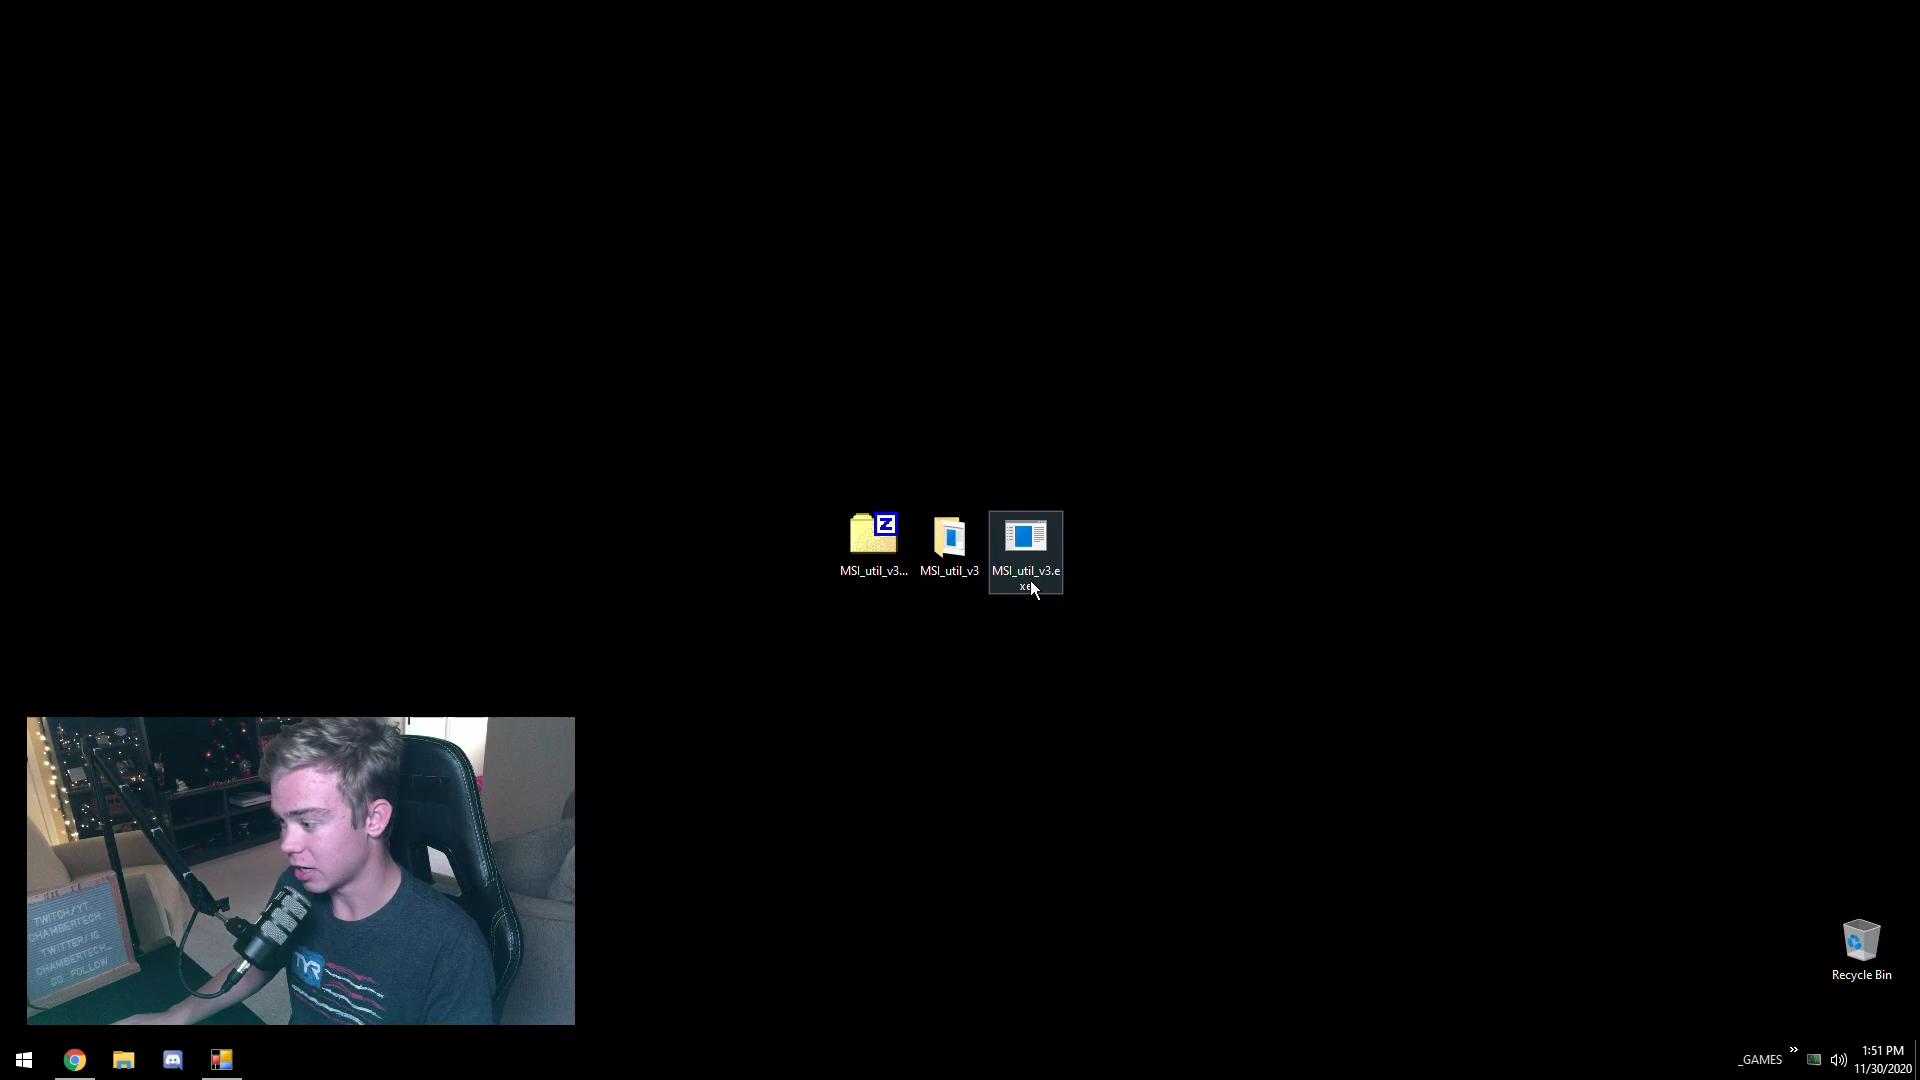 MSI_util_v3...
MSI_util_v3
MSI_util_v3.e
xe
TWITCH/YT
CHAMBERTECH
TWITTER/IG
CHAMBERTECH_
GO FOLLOW
TYR
Recycle Bin
_GAMES
1:51 PM
11/30/2020